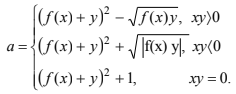 a = { (f(x) + y)² − √(f(x)y), xy⟩0
(f(x) + y)² + √|f(x) y|, xy⟨0
(f(x) + y)² + 1, xy = 0.